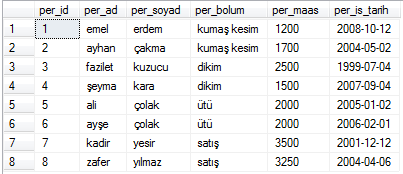 per_id per_ad per_soyad per_bolum per_maas per_is_tarih
1 1 emel erdem kumaş kesim 1200 2008-10-12
2 2 ayhan çakma kumaş kesim 1700 2004-05-02
3 3 fazilet kuzucu dikim 2500 1999-07-04
4 4 şeyma kara dikim 1500 2007-09-04
5 5 ali çolak ütü 2000 2005-01-02
6 6 ayşe çolak ütü 2000 2006-02-01
7 7 kadir yesir satış 3500 2001-12-12
8 8 zafer yılmaz satış 3250 2004-04-06